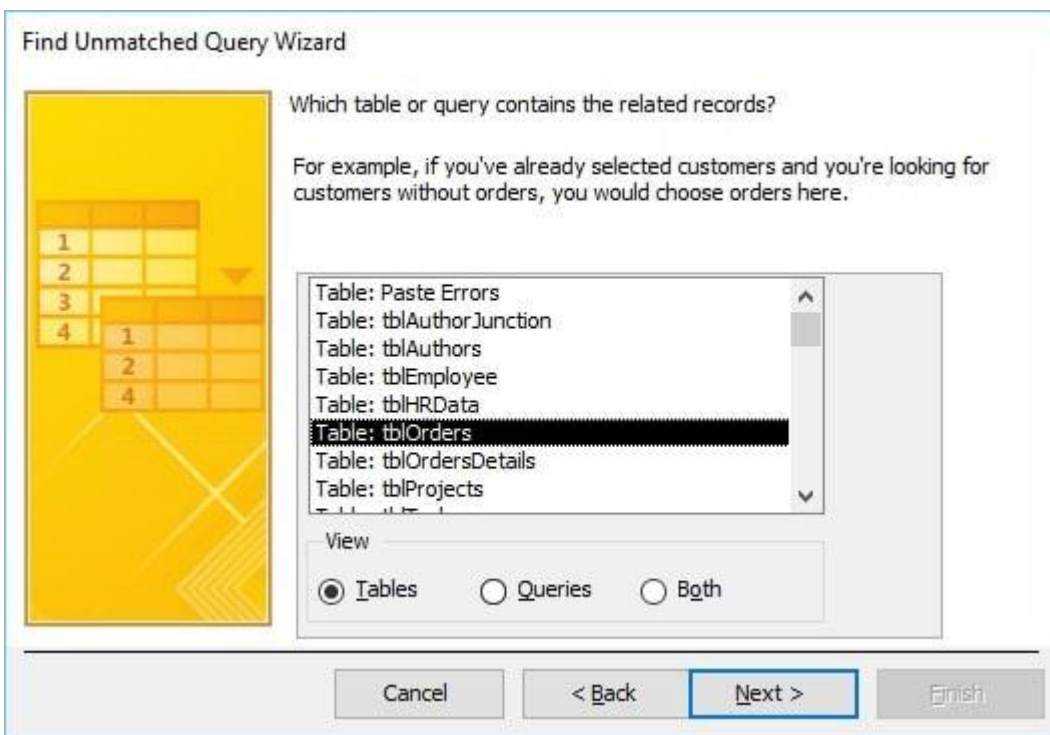 Find Unmatched Query Wizard
Which table or query contains the related records?
For example, if you've already selected customers and you're looking for
customers without orders, you would choose orders here.
1
2
3
4
1
2
4
Table: Paste Errors
Table: tblAuthorJunction
Table: tblAuthors
Table: tblEmployee
Table: tblHRData
Table: tblOrders
Table: tblOrdersDetails
Table: tblProjects
View
Tables Queries Both
Cancel < Back Next > Finish